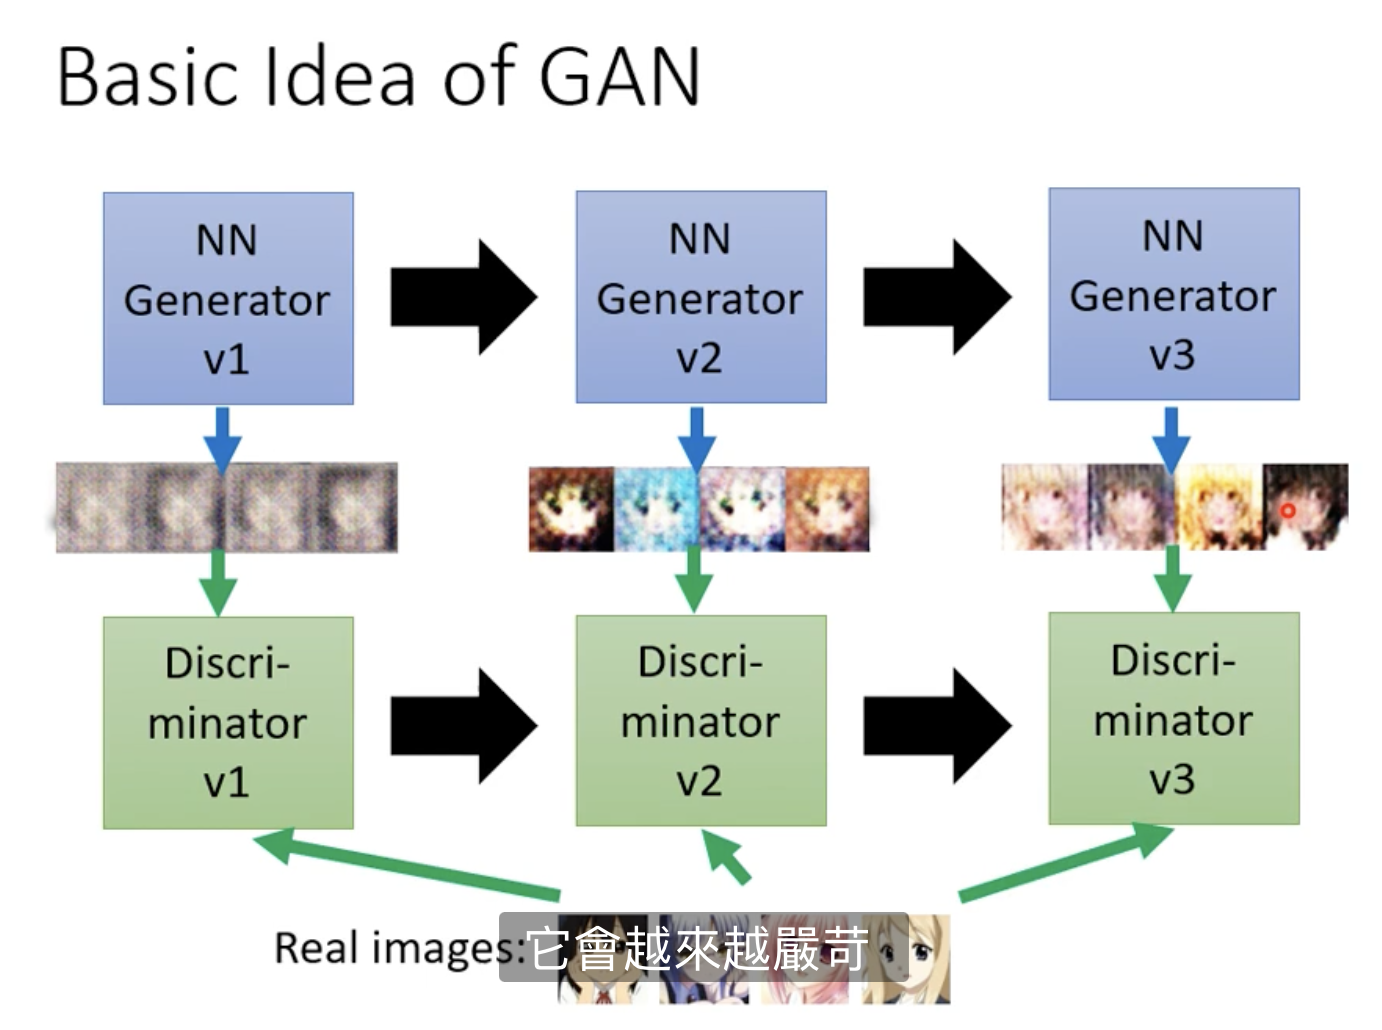 Basic Idea of GAN
NN
Generator
v1
NN
Generator
v2
NN
Generator
v3
Discri-
minator
v1
Discri-
minator
v2
Discri-
minator
v3
Real images:
它會越來越嚴苛